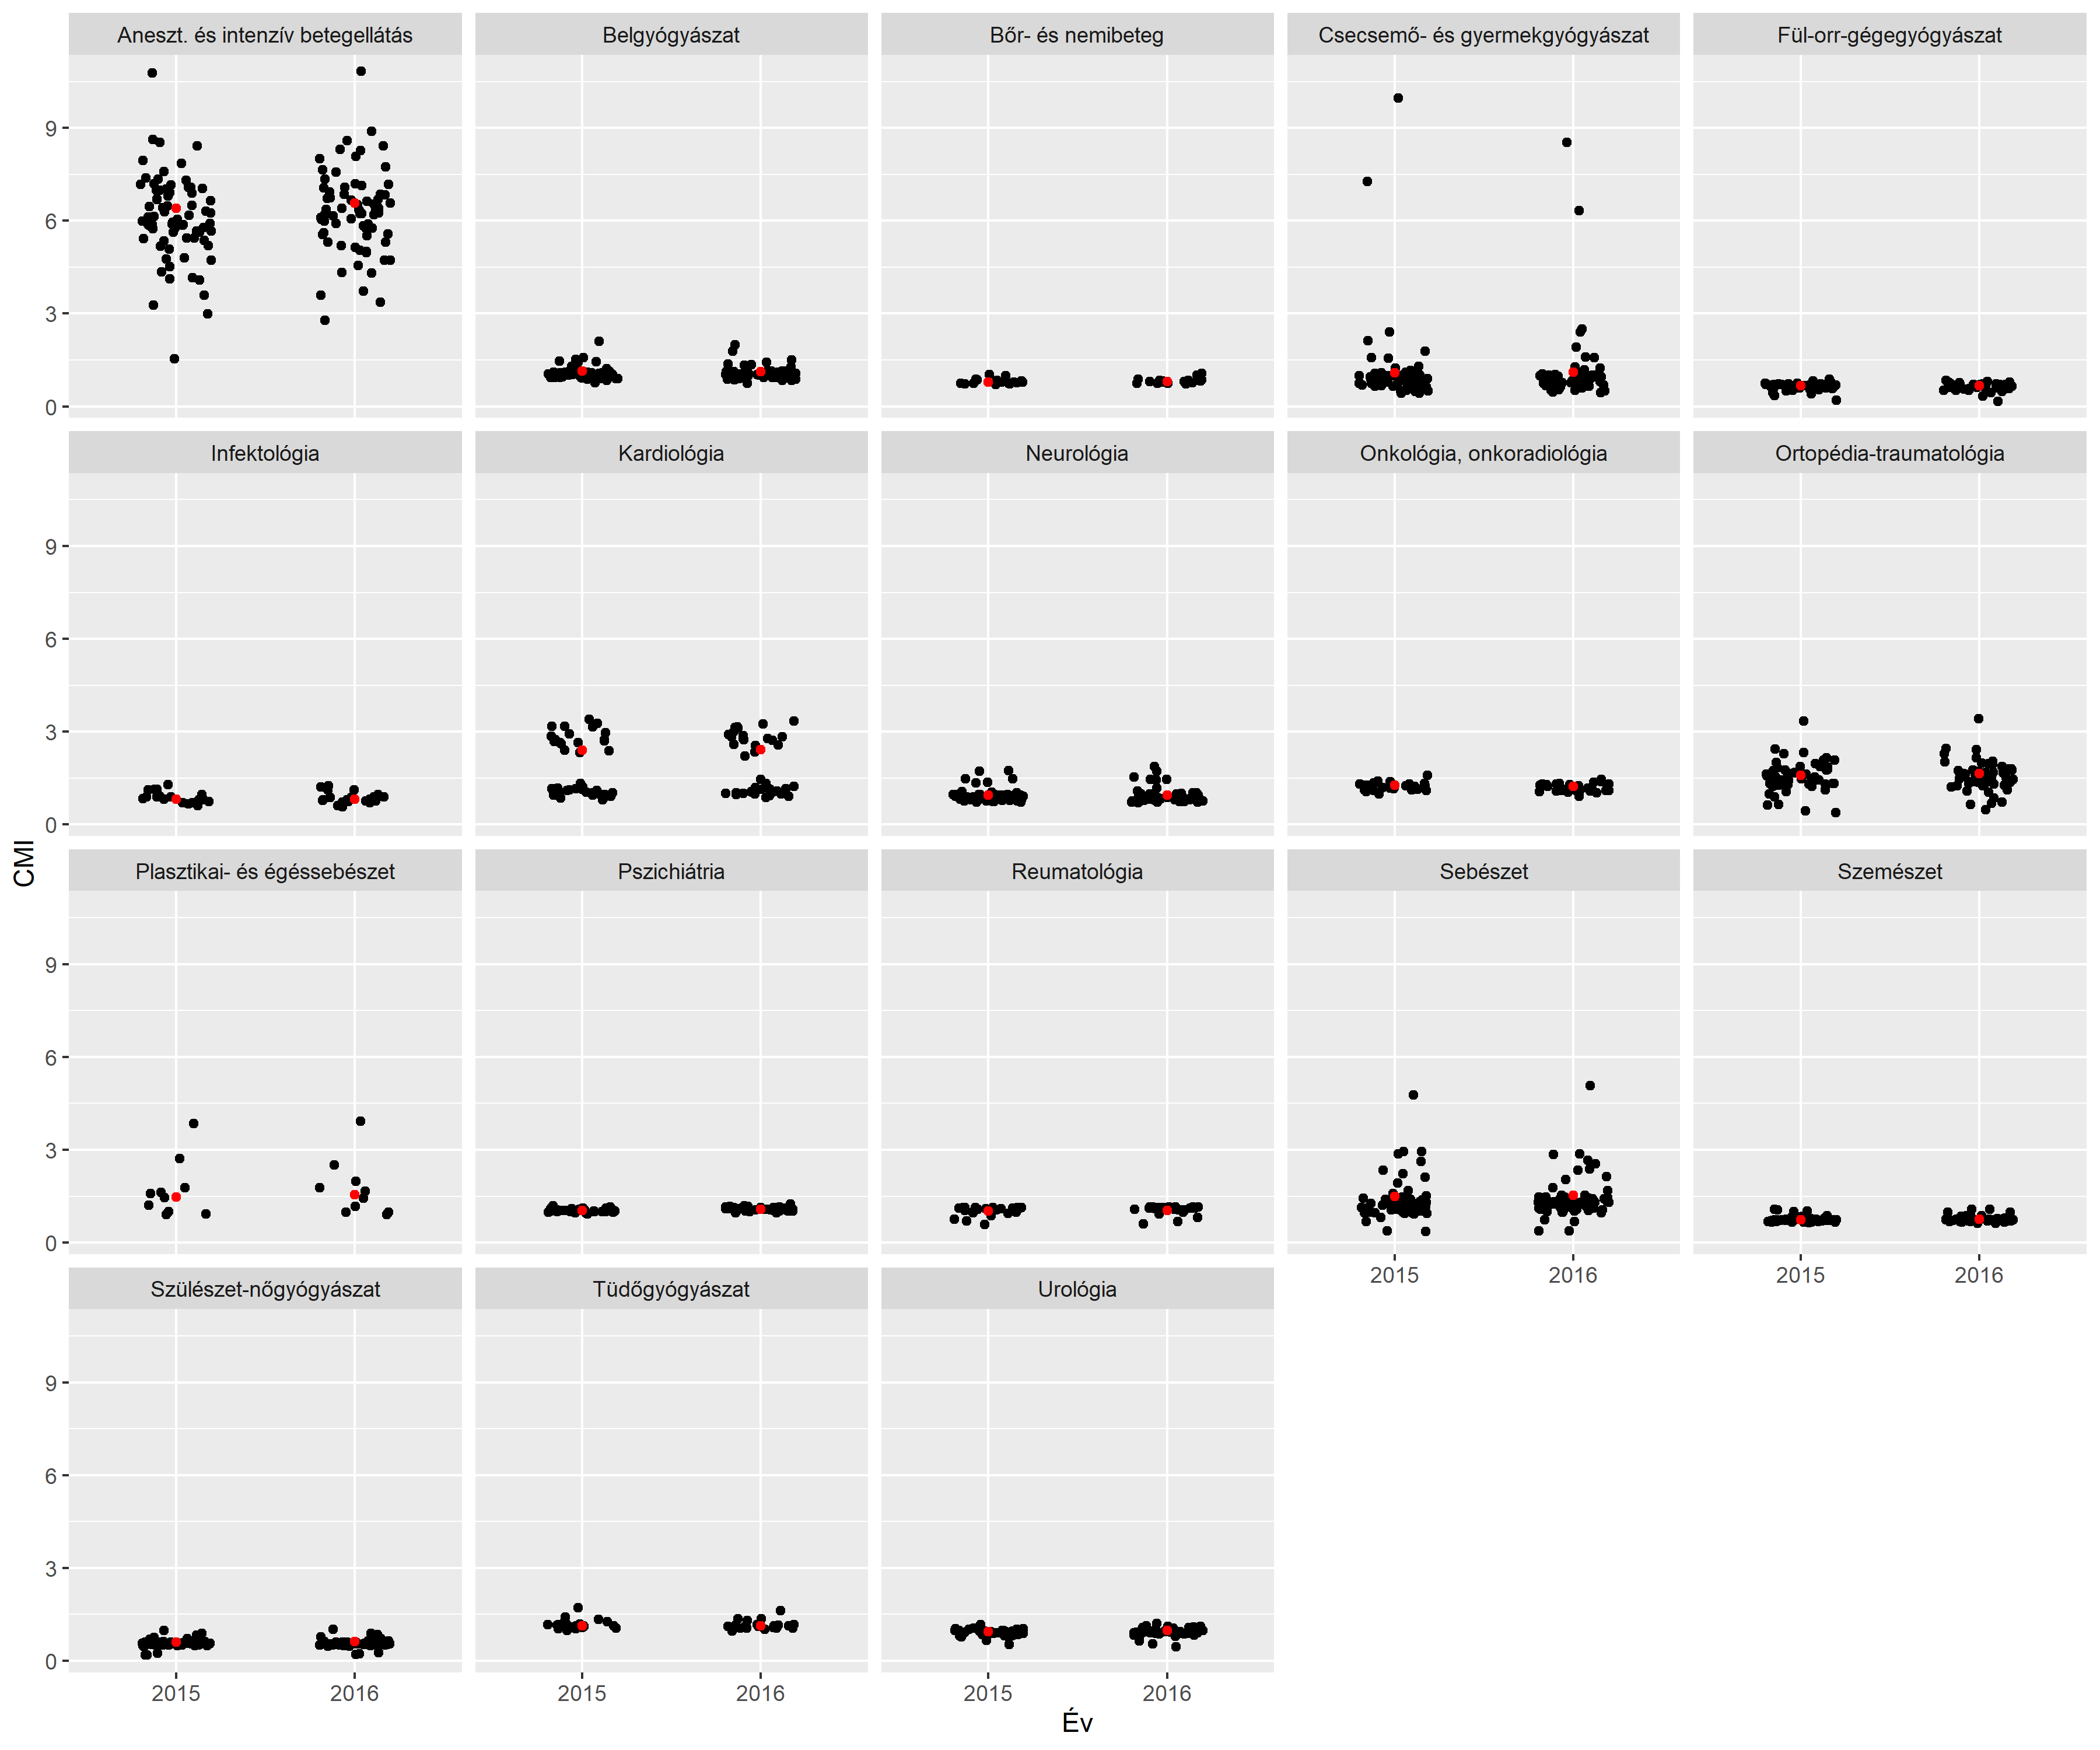 Aneszt. és intenzív betegellátás
Belgyógyászat
Bőr- és nemibeteg
Csecsemő- és gyermekgyógyászat
Fül-orr-gégegyógyászat
9
6
3
0
Infektológia
Kardiológia
Neurológia
Onkológia, onkoradiológia
Ortopédia-traumatológia
9
6
3
0
CMI
Plasztikai- és égéssebészet
Pszichiátria
Reumatológia
Sebészet
Szemészet
9
6
3
0
2015 2016 2015 2016
Szülészet-nőgyógyászat
Tüdőgyógyászat
Urológia
9
6
3
0
2015 2016 2015 2016 2015 2016
Év